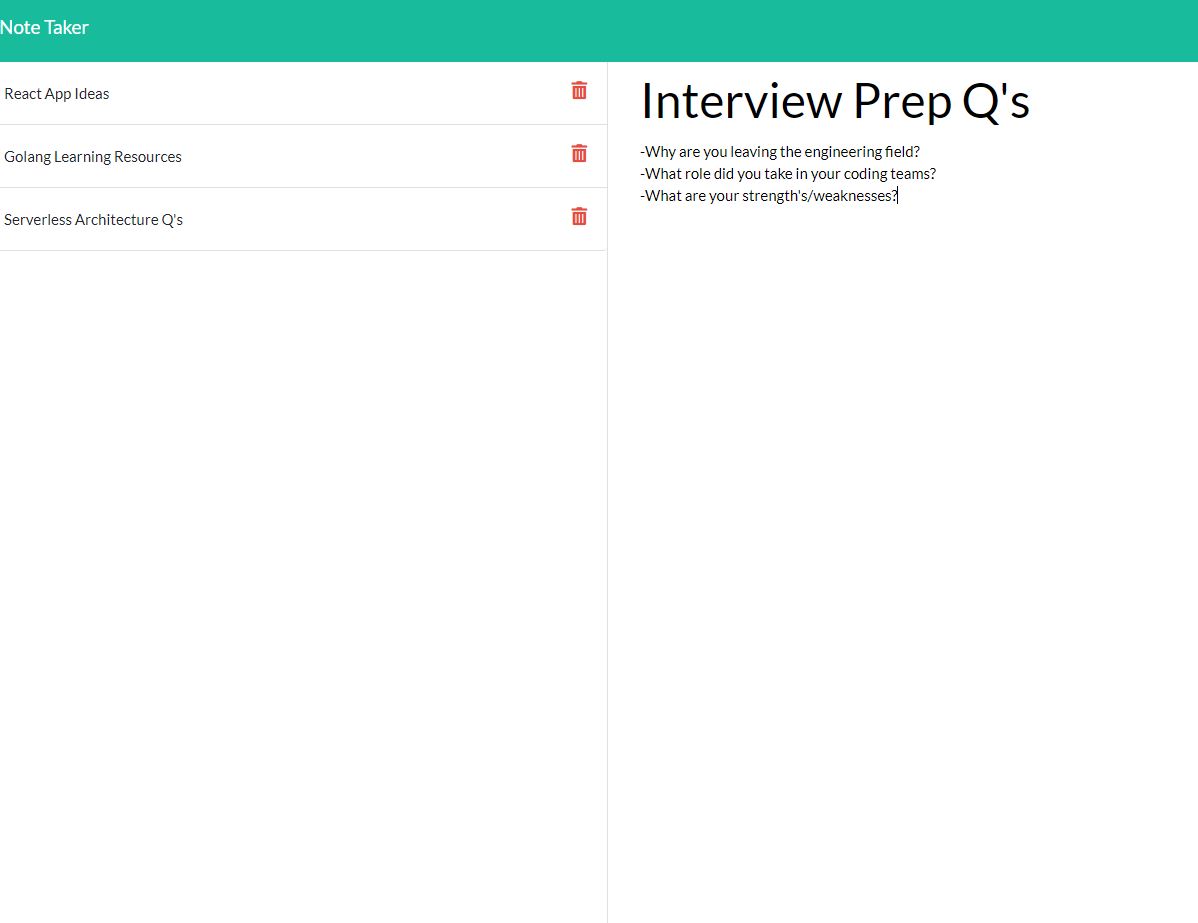 Note Taker
React App Ideas
Golang Learning Resources
Serverless Architecture Q's
Interview Prep Q's
-Why are you leaving the engineering field?
-What role did you take in your coding teams?
-What are your strength's/weaknesses?